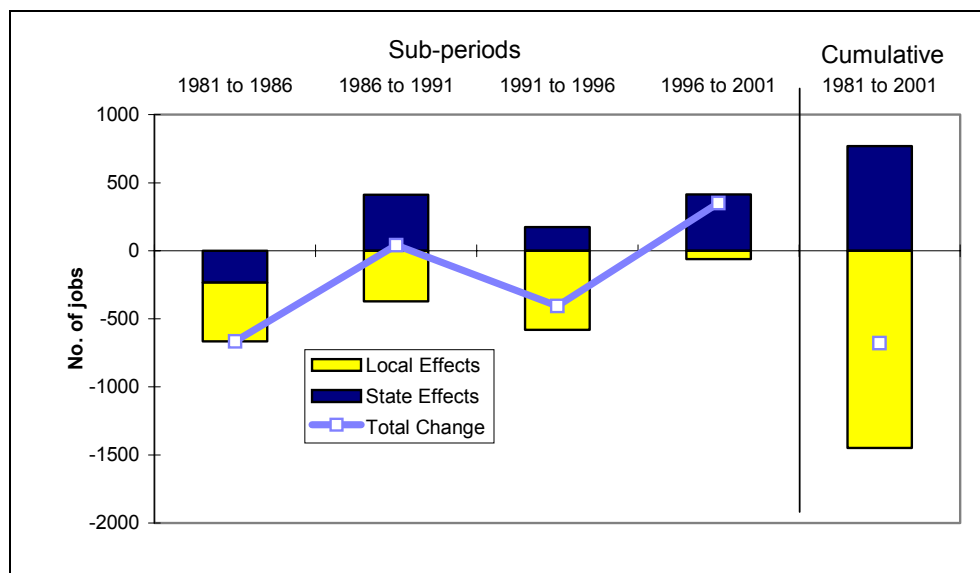 Sub-periods
Cumulative
1981 to 1986 1986 to 1991 1991 to 1996 1996 to 2001 1981 to 2001
1000
500
0
-500
-1000
-1500
-2000
No. of jobs
Local Effects
State Effects
Total Change